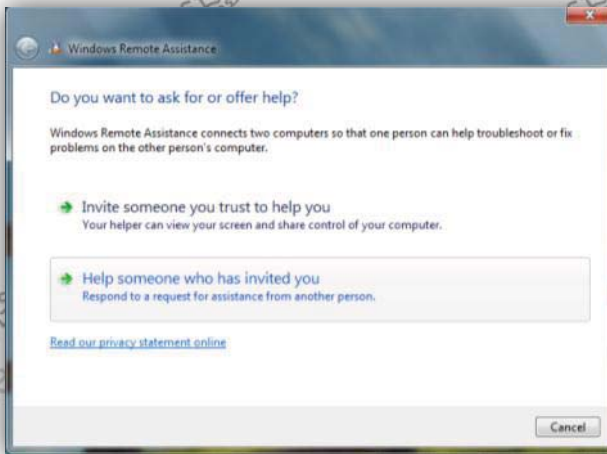 Windows Remote Assistance
Do you want to ask for or offer help?
Windows Remote Assistance connects two computers so that one person can help troubleshoot or fix
problems on the other person's computer.
Invite someone you trust to help you
Your helper can view your screen and share control of your computer.
Help someone who has invited you
Respond to a request for assistance from another person.
Read our privacy statement online
Cancel